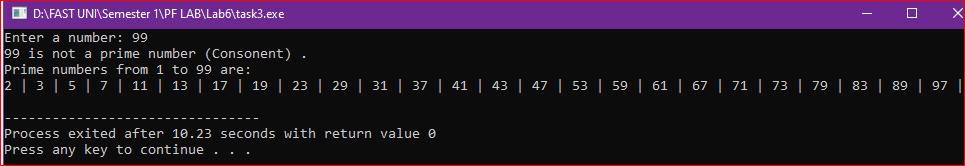 D:\FAST UNI\Semester 1\PF LAB\Lab6\task3.exe
Enter a number: 99
99 is not a prime number (Consonent) .
Prime numbers from 1 to 99 are:
2 | 3 | 5 | 7 | 11 | 13 | 17 | 19 | 23 | 29 | 31 | 37 | 41 | 43 | 47 | 53 | 59 | 61 | 67 | 71 | 73 | 79 | 83 | 89 | 97 |
--------------------------------
Process exited after 10.23 seconds with return value 0
Press any key to continue . . .